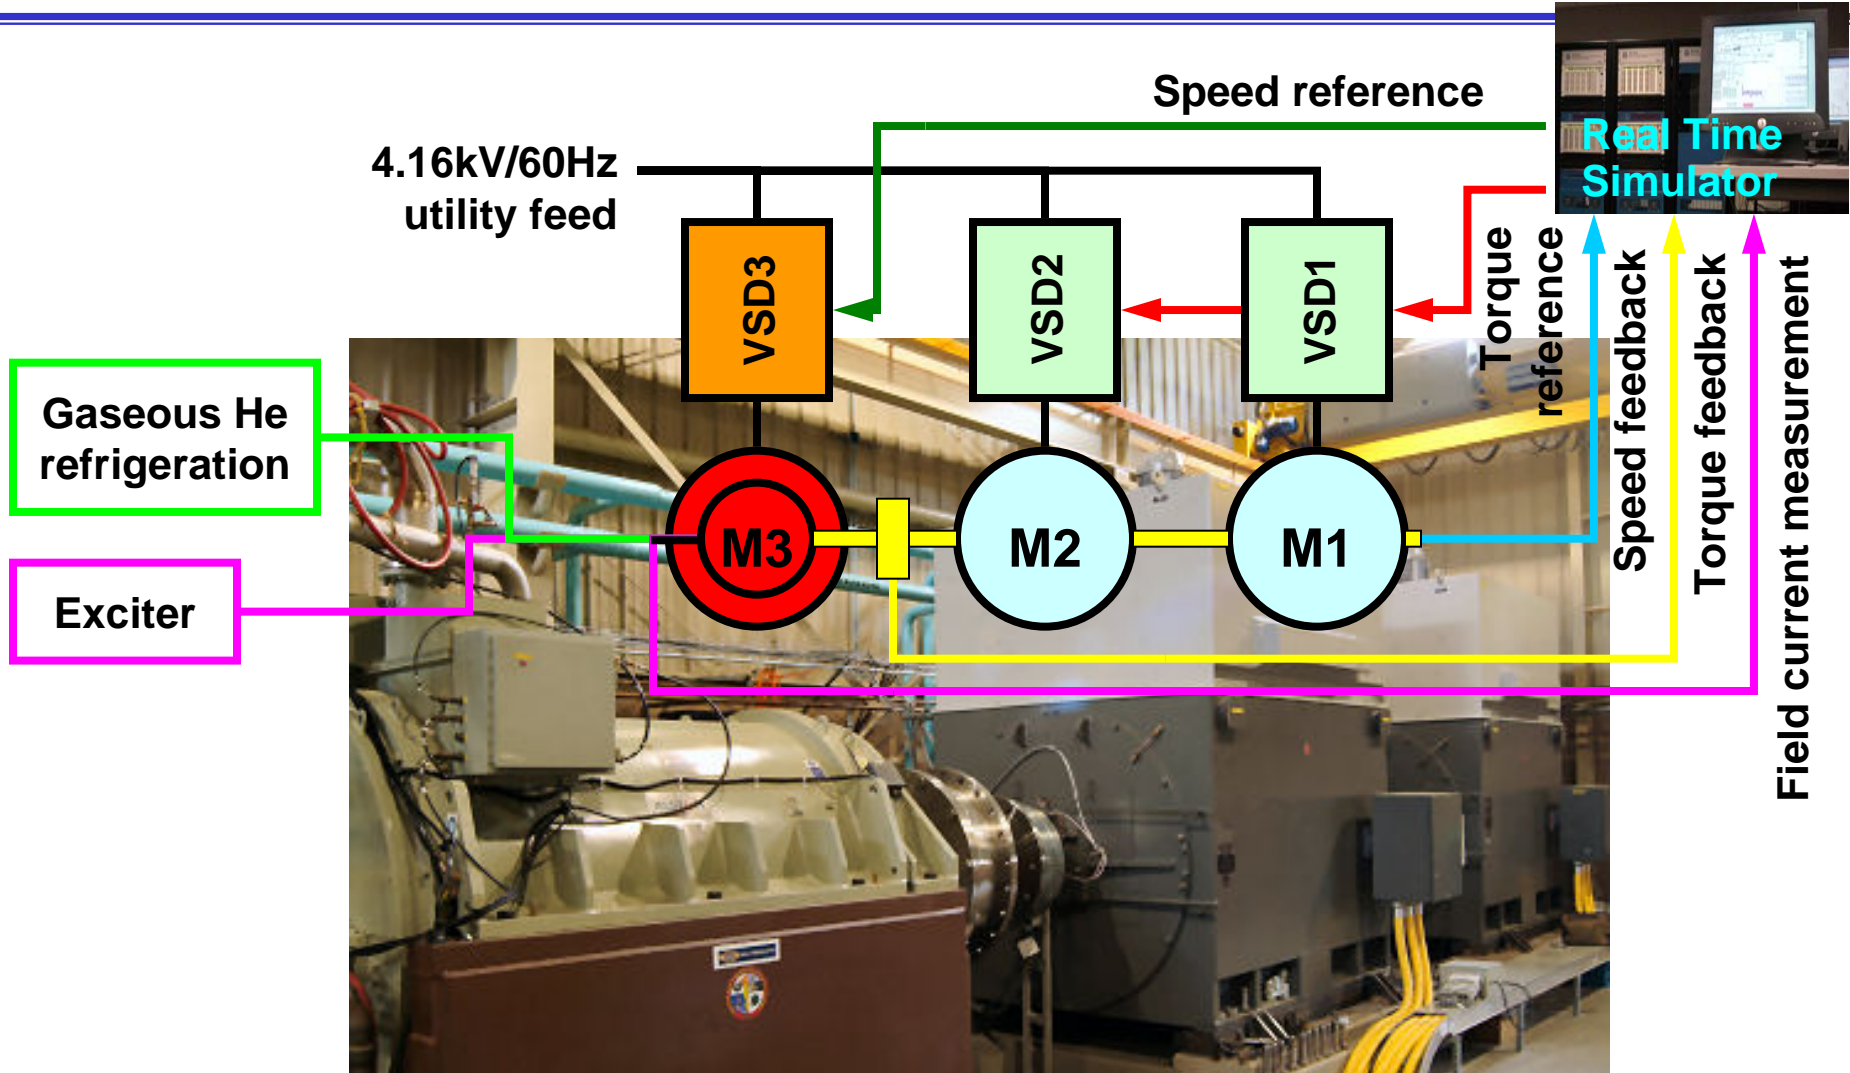 Speed reference
4.16kV/60Hz
utility feed
Real Time
Simulator
VSD3
VSD2
VSD1
Torque
reference
Speed feedback
Torque feedback
Field current measurement
Gaseous He
refrigeration
M3
M2
M1
Exciter